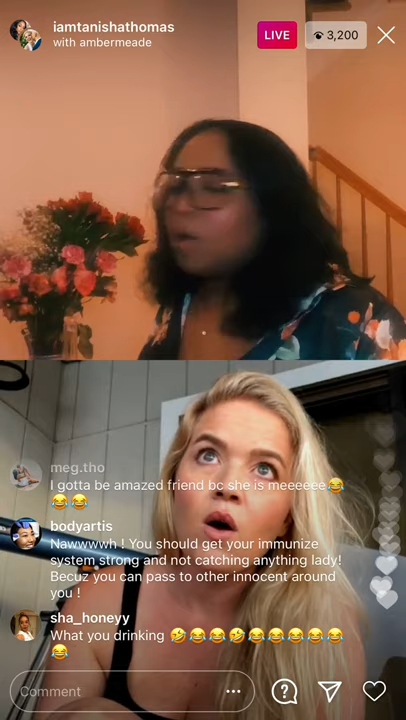 iamtanishathomas
with ambermeade
LIVE
3,200
meg.tho
I gotta be amazed friend bc she is meeeeee😂
😂😂
bodyartis
Nawwwwh ! You should get your immunize
system strong and not catching anything lady!
Becuz you can pass to other innocent around
you !
sha_honeyy
What you drinking 🤣😂😂🤣😂😂😂😂😂😂
😂
Comment